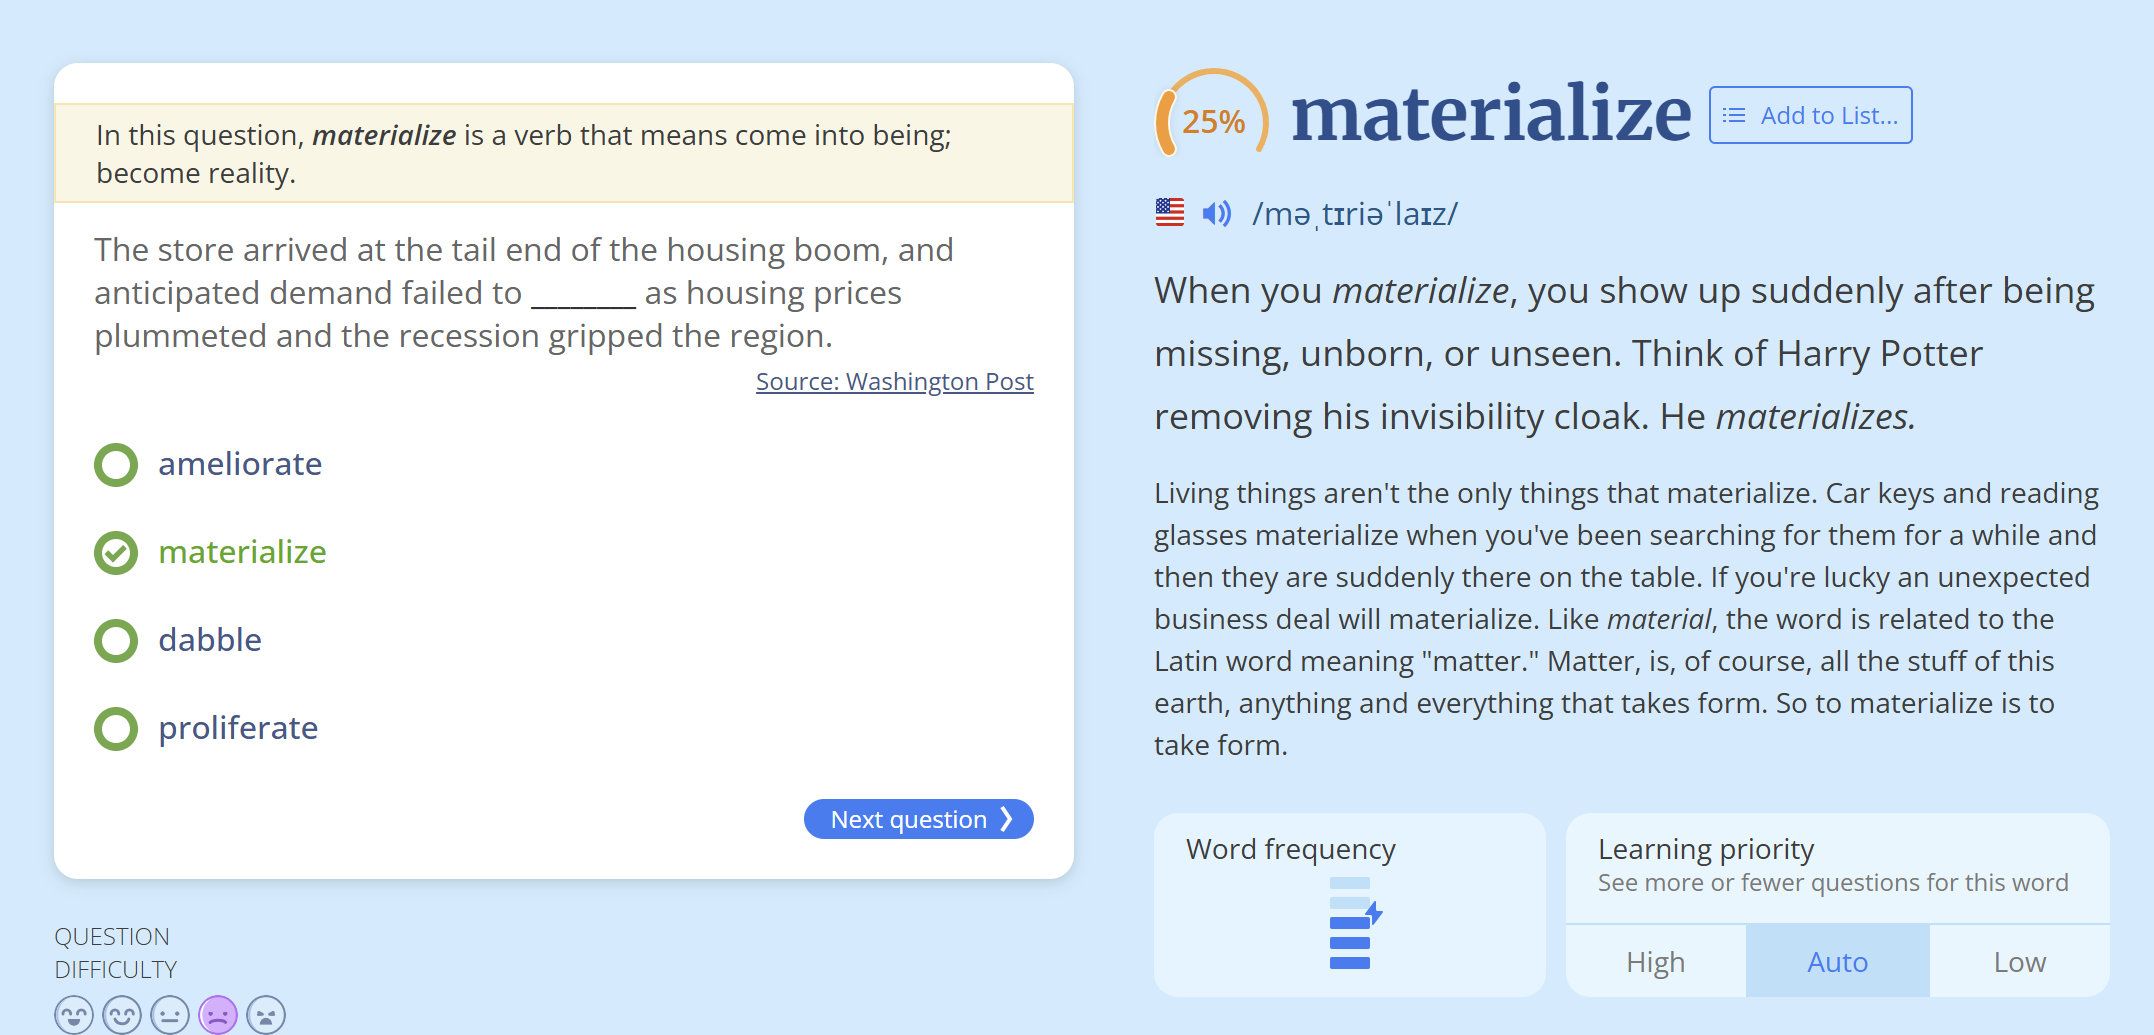 In this question, materialize is a verb that means come into being;
become reality.
The store arrived at the tail end of the housing boom, and
anticipated demand failed to ________ as housing prices
plummeted and the recession gripped the region.
Source: Washington Post
ameliorate
materialize
dabble
proliferate
Next question ❯
QUESTION
DIFFICULTY
25%
materialize
Add to List...
/məˌtɪriəˈlaɪz/
When you materialize, you show up suddenly after being
missing, unborn, or unseen. Think of Harry Potter
removing his invisibility cloak. He materializes.
Living things aren't the only things that materialize. Car keys and reading
glasses materialize when you've been searching for them for a while and
then they are suddenly there on the table. If you're lucky an unexpected
business deal will materialize. Like material, the word is related to the
Latin word meaning "matter." Matter, is, of course, all the stuff of this
earth, anything and everything that takes form. So to materialize is to
take form.
Word frequency
Learning priority
See more or fewer questions for this word
High
Auto
Low